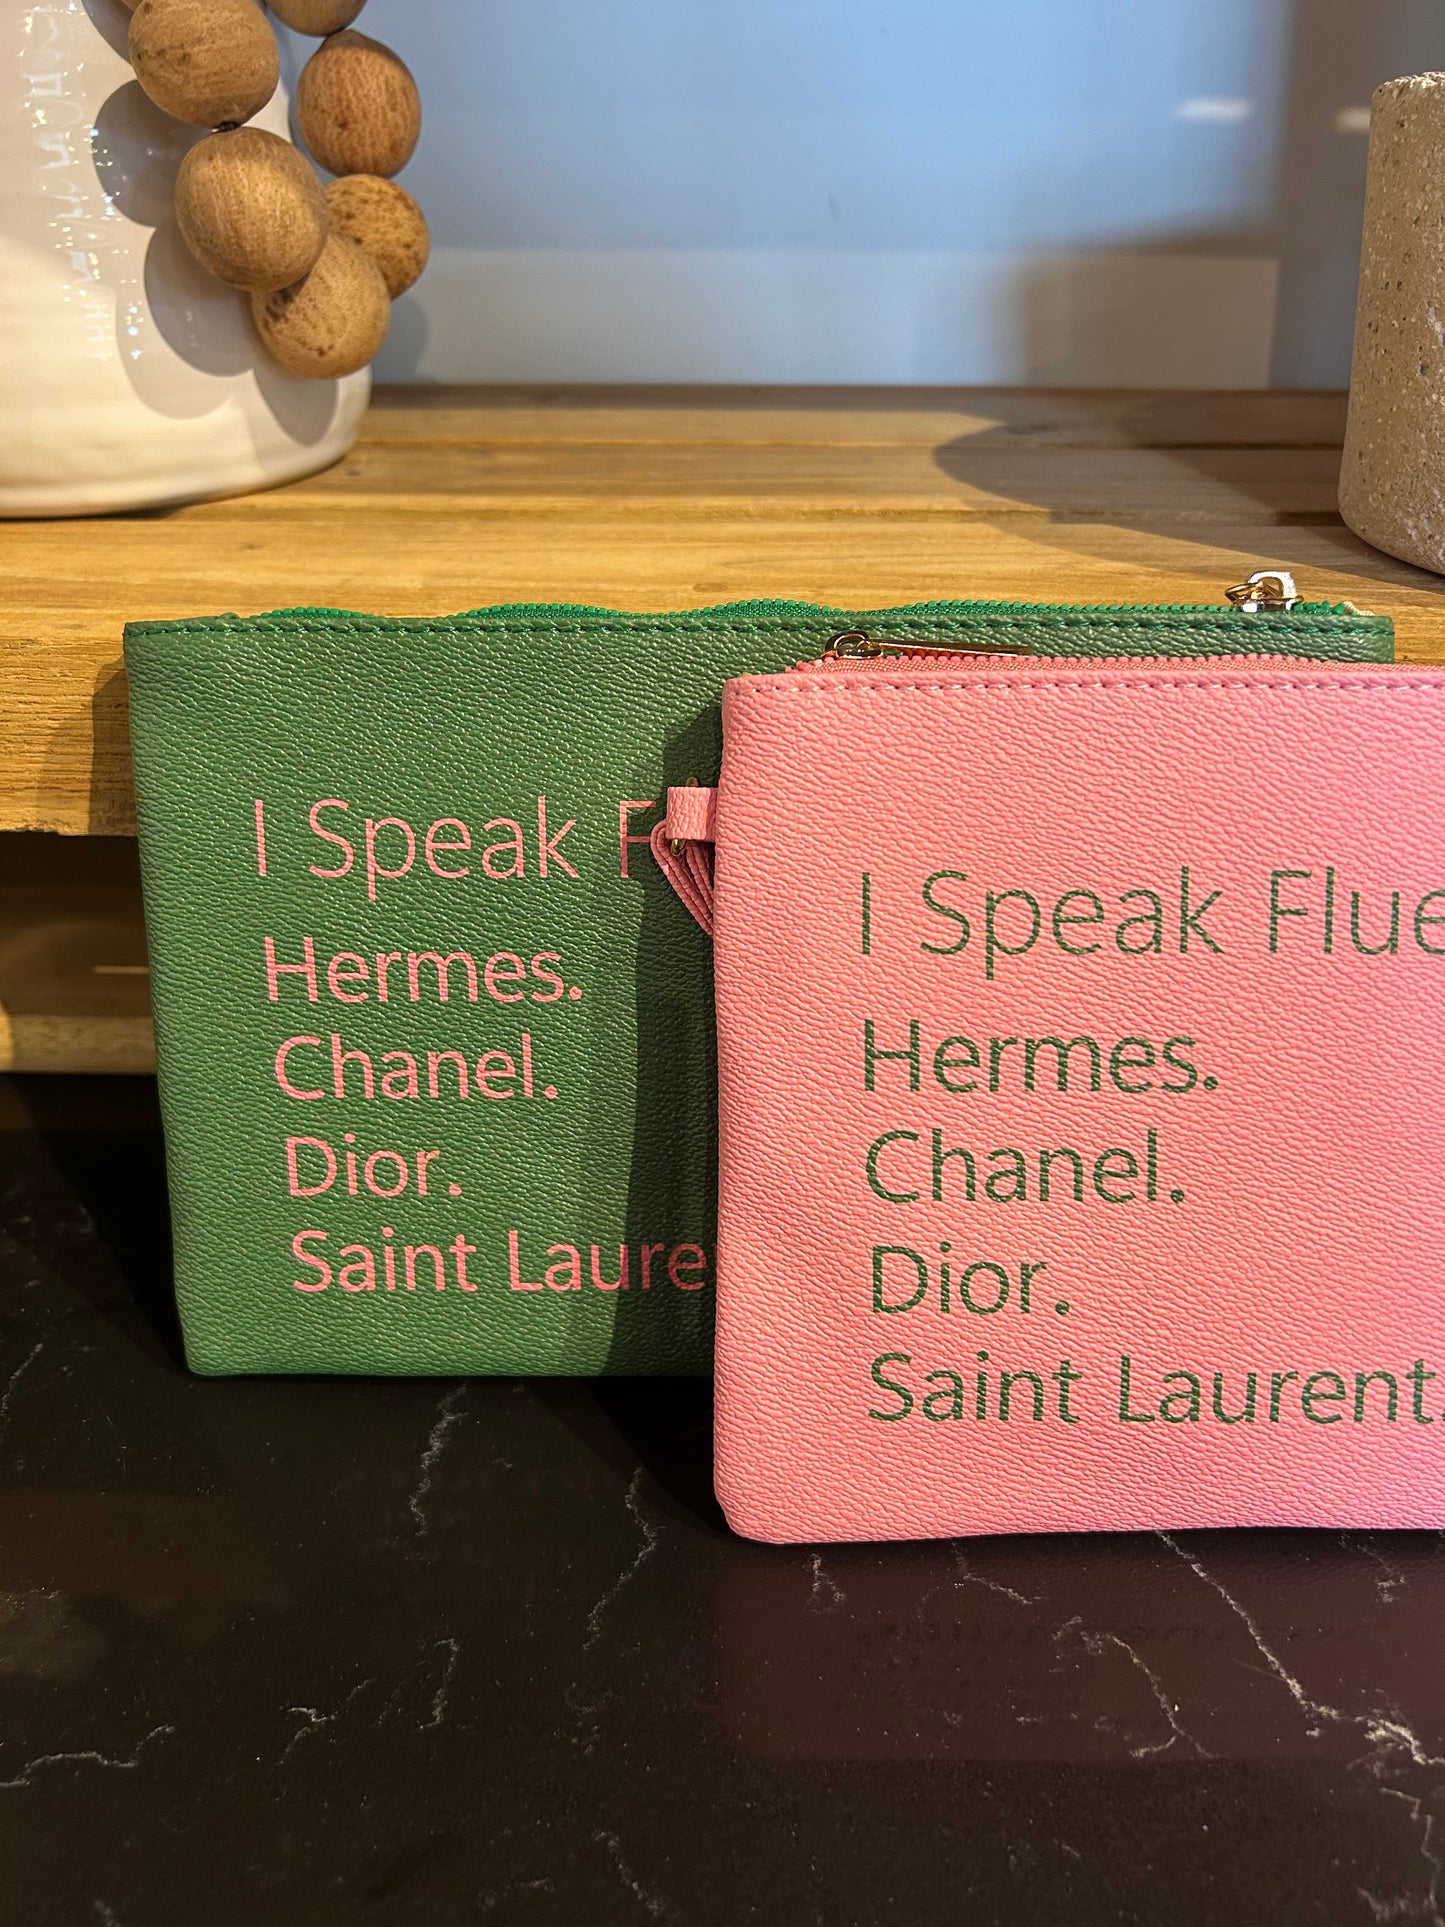 I Speak F
Hermes.
Chanel.
Dior.
Saint Laure
I Speak Flue
Hermes.
Chanel.
Dior.
Saint Laurent.